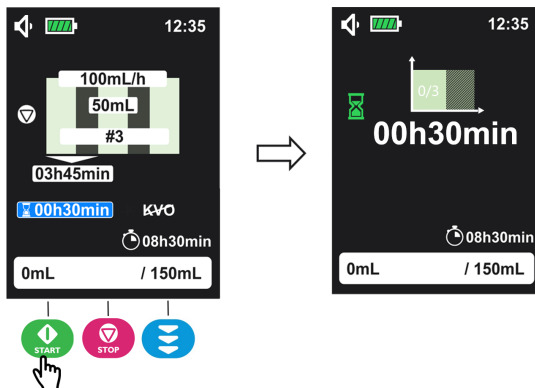 12:35
100mL/h
50mL
#3
03h45min
00h30min KVO
08h30min
0mL / 150mL
START STOP
12:35
0/3
00h30min
08h30min
0mL / 150mL